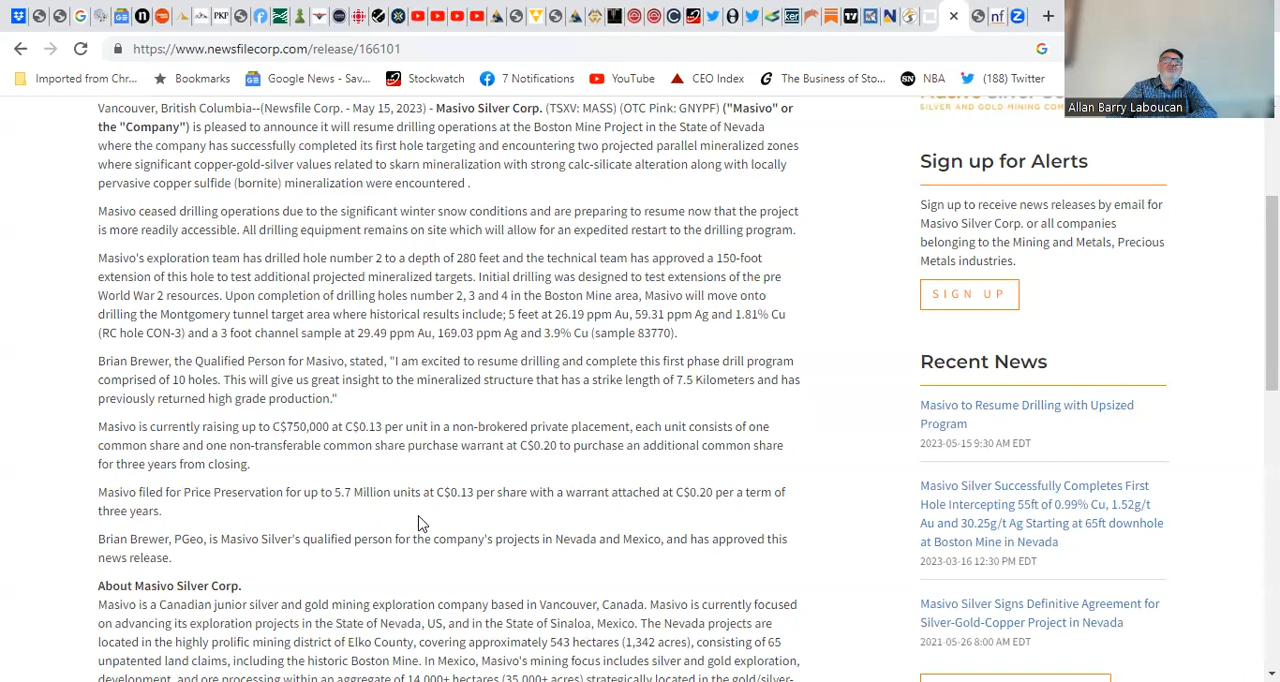 https://www.newsfilecorp.com/release/166101
Imported from Chr...
Bookmarks
Google News - Sav...
Stockwatch
7 Notifications
YouTube
CEO Index
The Business of Sto...
NBA
(188) Twitter
Allan Barry Laboucan
Vancouver, British Columbia--(Newsfile Corp. - May 15, 2023) - Masivo Silver Corp. (TSXV: MASS) (OTC Pink: GNYPF) ("Masivo" or
the "Company") is pleased to announce it will resume drilling operations at the Boston Mine Project in the State of Nevada
where the company has successfully completed its first hole targeting and encountering two projected parallel mineralized zones
where significant copper-gold-silver values related to skarn mineralization with strong calc-silicate alteration along with locally
pervasive copper sulfide (bornite) mineralization were encountered .
Masivo ceased drilling operations due to the significant winter snow conditions and are preparing to resume now that the project
is more readily accessible. All drilling equipment remains on site which will allow for an expedited restart to the drilling program.
Masivo's exploration team has drilled hole number 2 to a depth of 280 feet and the technical team has approved a 150-foot
extension of this hole to test additional projected mineralized targets. Initial drilling was designed to test extensions of the pre
World War 2 resources. Upon completion of drilling holes number 2, 3 and 4 in the Boston Mine area, Masivo will move onto
drilling the Montgomery tunnel target area where historical results include; 5 feet at 26.19 ppm Au, 59.31 ppm Ag and 1.81% Cu
(RC hole CON-3) and a 3 foot channel sample at 29.49 ppm Au, 169.03 ppm Ag and 3.9% Cu (sample 83770).
Brian Brewer, the Qualified Person for Masivo, stated, "I am excited to resume drilling and complete this first phase drill program
comprised of 10 holes. This will give us great insight to the mineralized structure that has a strike length of 7.5 Kilometers and has
previously returned high grade production."
Masivo is currently raising up to C$750,000 at C$0.13 per unit in a non-brokered private placement, each unit consists of one
common share and one non-transferable common share purchase warrant at C$0.20 to purchase an additional common share
for three years from closing.
Masivo filed for Price Preservation for up to 5.7 Million units at C$0.13 per share with a warrant attached at C$0.20 per a term of
three years.
Brian Brewer, PGeo, is Masivo Silver's qualified person for the company's projects in Nevada and Mexico, and has approved this
news release.
About Masivo Silver Corp.
Masivo is a Canadian junior silver and gold mining exploration company based in Vancouver, Canada. Masivo is currently focused
on advancing its exploration projects in the State of Nevada, US, and in the State of Sinaloa, Mexico. The Nevada projects are
located in the highly prolific mining district of Elko County, covering approximately 543 hectares (1,342 acres), consisting of 65
unpatented land claims, including the historic Boston Mine. In Mexico, Masivo's mining focus includes silver and gold exploration,
development, and ore processing within an aggregate of 14,000+ hectares (35,000+ acres) strategically located in the gold/silver-
SILVER AND GOLD MINING COM
Sign up for Alerts
Sign up to receive news releases by email for
Masivo Silver Corp. or all companies
belonging to the Mining and Metals, Precious
Metals industries.
SIGN UP
Recent News
Masivo to Resume Drilling with Upsized
Program
2023-05-15 9:30 AM EDT
Masivo Silver Successfully Completes First
Hole Intercepting 55ft of 0.99% Cu, 1.52g/t
Au and 30.25g/t Ag Starting at 65ft downhole
at Boston Mine in Nevada
2023-03-16 12:30 PM EDT
Masivo Silver Signs Definitive Agreement for
Silver-Gold-Copper Project in Nevada
2021-05-26 8:00 AM EDT